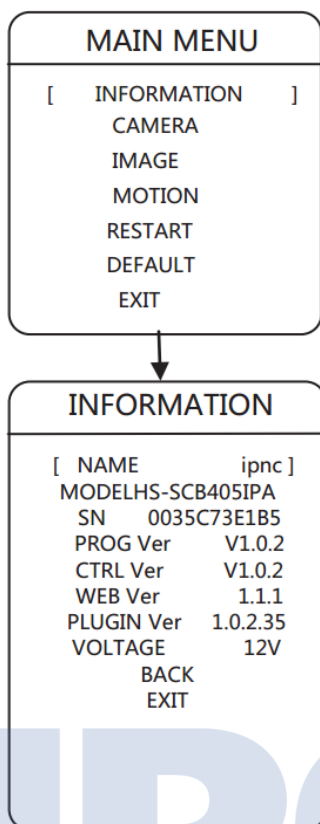 MAIN MENU
[ INFORMATION ]
CAMERA
IMAGE
MOTION
RESTART
DEFAULT
EXIT
INFORMATION
[ NAME ipnc ]
MODELHS-SCB405IPA
SN 0035C73E1B5
PROG Ver V1.0.2
CTRL Ver V1.0.2
WEB Ver 1.1.1
PLUGIN Ver 1.0.2.35
VOLTAGE 12V
BACK
EXIT